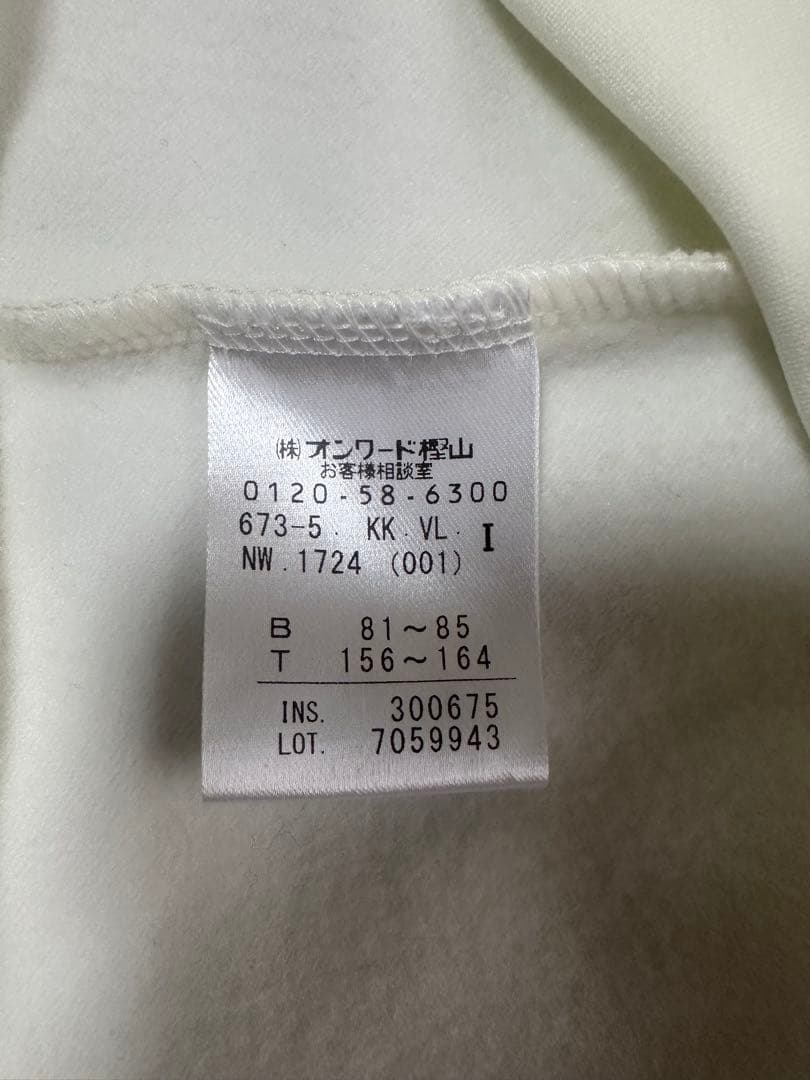 (株)オンワード樫山
お客様相談室
0120-58-6300
673-5. KK.VL. I
NW.1724 (001)
B 81～85
T 156～164
INS. 300675
LOT. 7059943